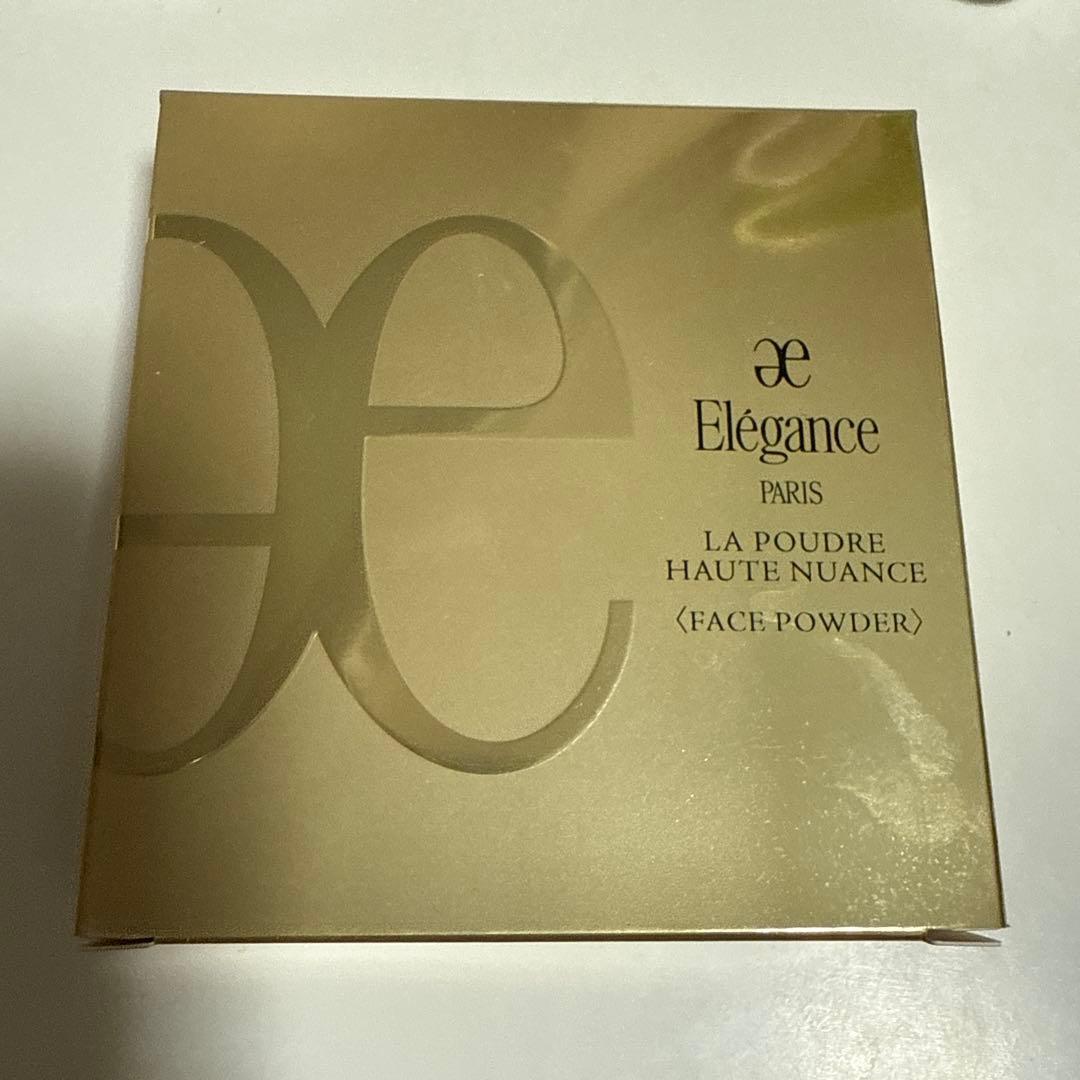 Elégance
PARIS
LA POUDRE
HAUTE NUANCE
〈FACE POWDER〉